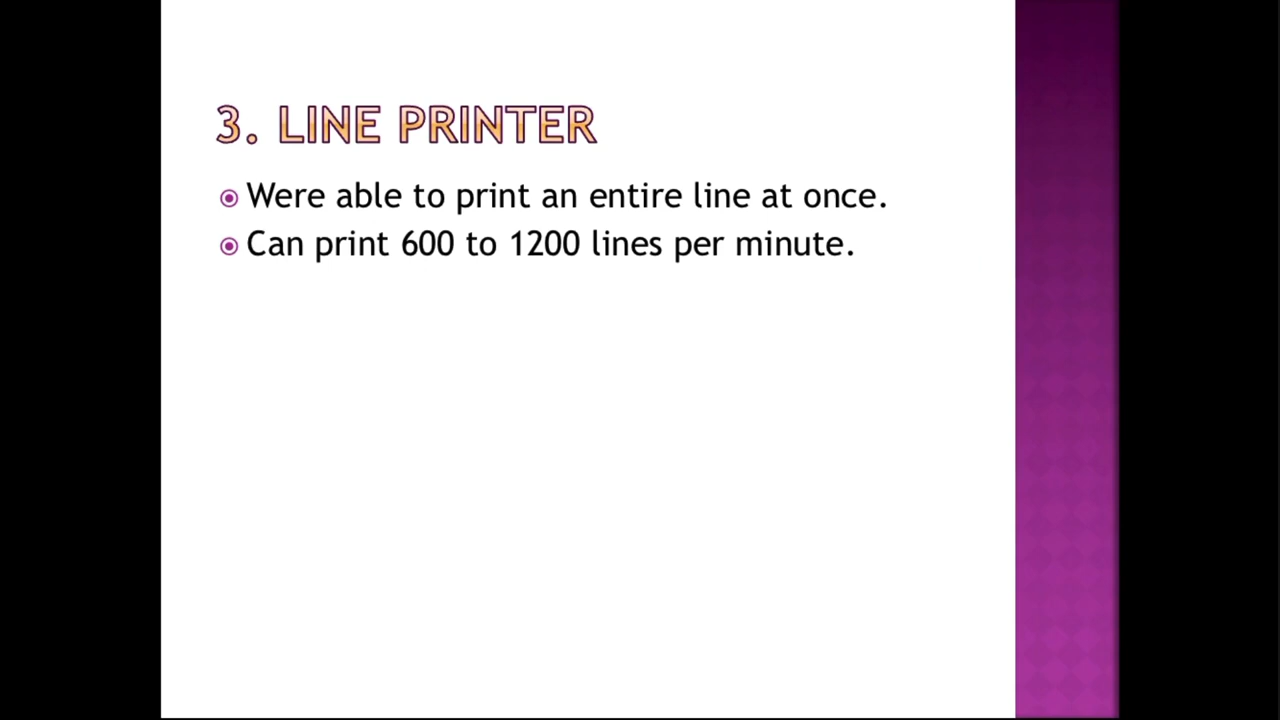 3. LINE PRINTER
Were able to print an entire line at once.
Can print 600 to 1200 lines per minute.